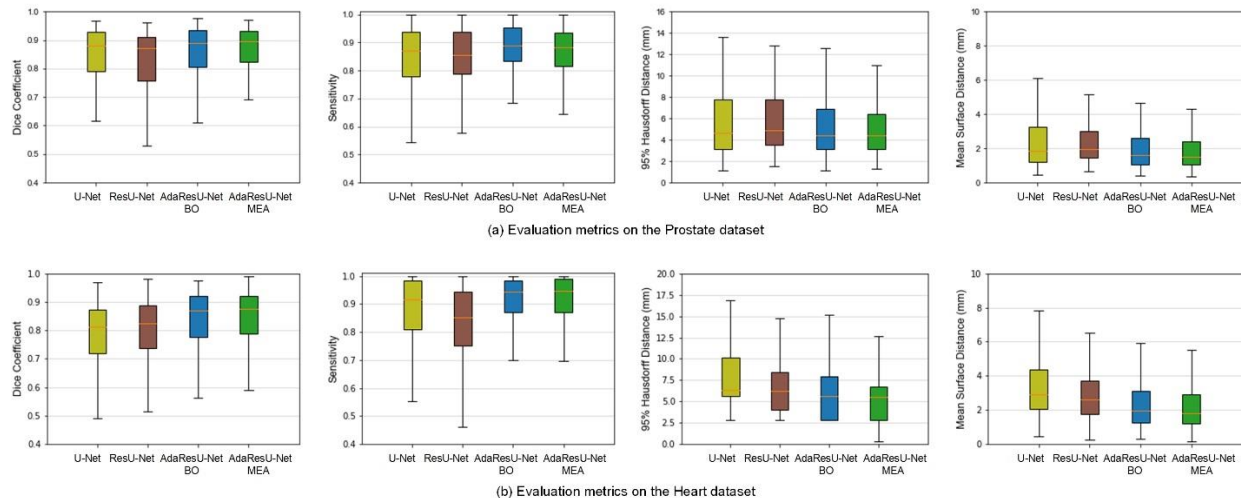 1.0
0.9
0.8
0.7
0.6
0.5
0.4
Dice Coefficient
U-Net ResU-Net AdaResU-Net AdaResU-Net
BO MEA
1.0
0.9
0.8
0.7
0.6
0.5
0.4
Sensitivity
U-Net ResU-Net AdaResU-Net AdaResU-Net
BO MEA
16
14
12
10
8
6
4
2
0
95% Hausdorff Distance (mm)
U-Net ResU-Net AdaResU-Net AdaResU-Net
BO MEA
10
8
6
4
2
0
Mean Surface Distance (mm)
U-Net ResU-Net AdaResU-Net AdaResU-Net
BO MEA
(a) Evaluation metrics on the Prostate dataset
1.0
0.9
0.8
0.7
0.6
0.5
0.4
Dice Coefficient
U-Net ResU-Net AdaResU-Net AdaResU-Net
BO MEA
1.0
0.9
0.8
0.7
0.6
0.5
0.4
Sensitivity
U-Net ResU-Net AdaResU-Net AdaResU-Net
BO MEA
20.0
17.5
15.0
12.5
10.0
7.5
5.0
2.5
0.0
95% Hausdorff Distance (mm)
U-Net ResU-Net AdaResU-Net AdaResU-Net
BO MEA
10
8
6
4
2
0
Mean Surface Distance (mm)
U-Net ResU-Net AdaResU-Net AdaResU-Net
BO MEA
(b) Evaluation metrics on the Heart dataset